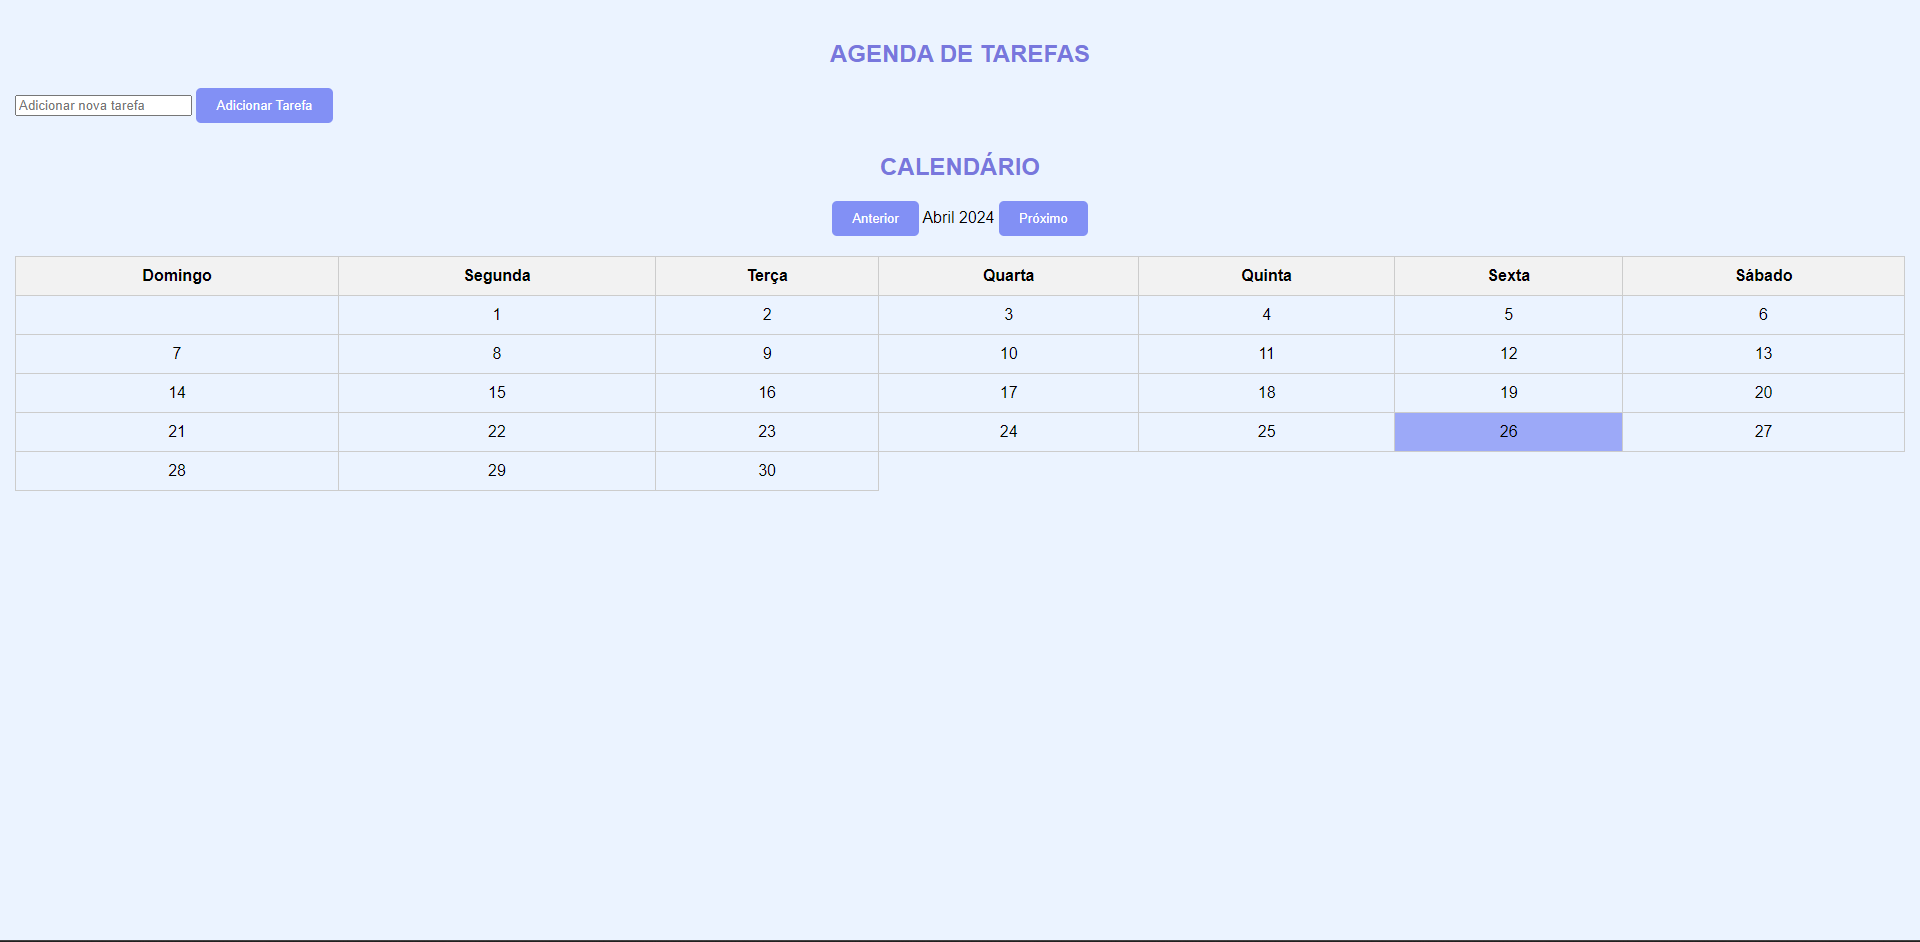 AGENDA DE TAREFAS
Adicionar nova tarefa Adicionar Tarefa
CALENDÁRIO
Anterior Abril 2024 Próximo
Domingo Segunda Terça Quarta Quinta Sexta Sábado
1 2 3 4 5 6
7 8 9 10 11 12 13
14 15 16 17 18 19 20
21 22 23 24 25 26 27
28 29 30